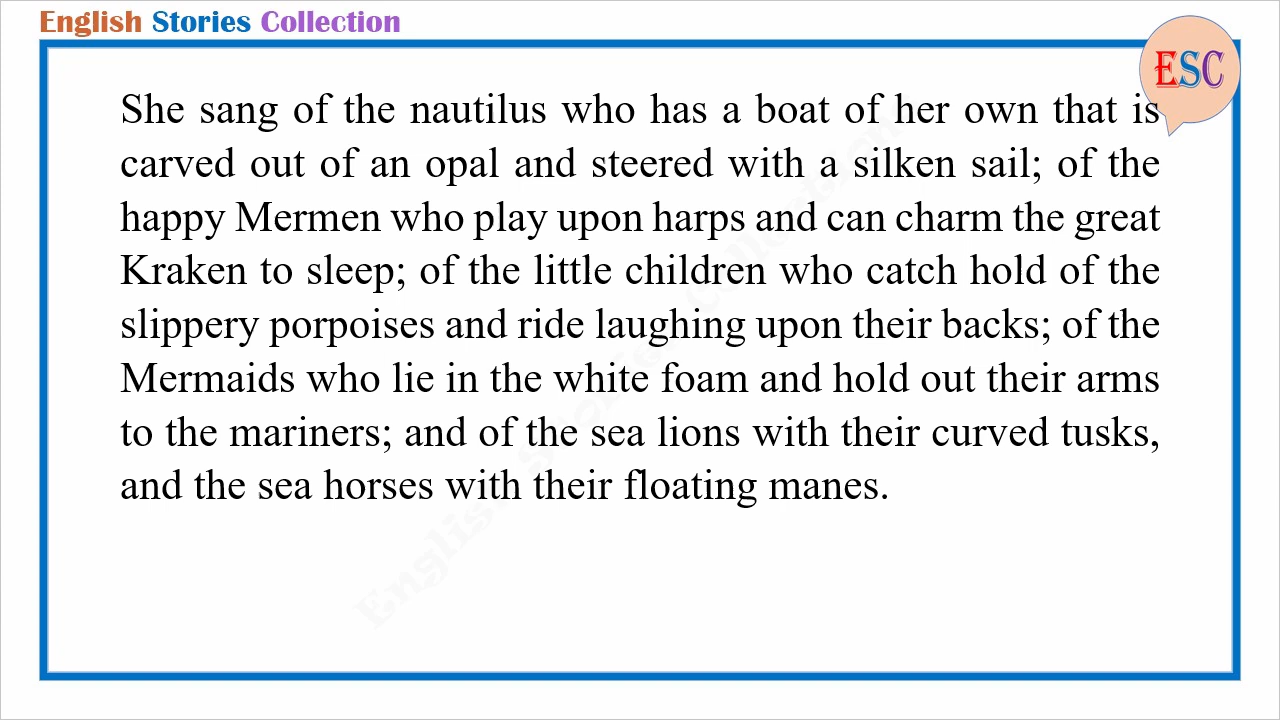 English Stories Collection
ESC
She sang of the nautilus who has a boat of her own that is
carved out of an opal and steered with a silken sail; of the
happy Mermen who play upon harps and can charm the great
Kraken to sleep; of the little children who catch hold of the
slippery porpoises and ride laughing upon their backs; of the
Mermaids who lie in the white foam and hold out their arms
to the mariners; and of the sea lions with their curved tusks,
and the sea horses with their floating manes.
English Stories Collection